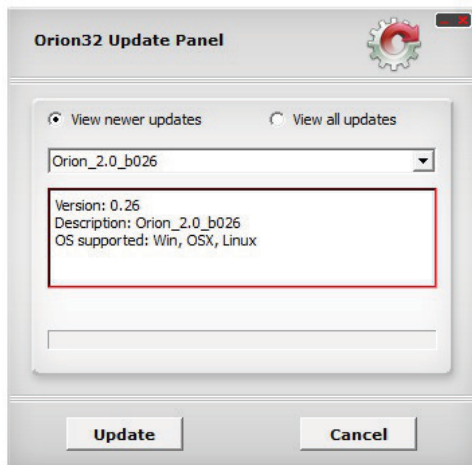 Orion32 Update Panel
View newer updates
View all updates
Orion_2.0_b026
Version: 0.26
Description: Orion_2.0_b026
OS supported: Win, OSX, Linux
Update
Cancel